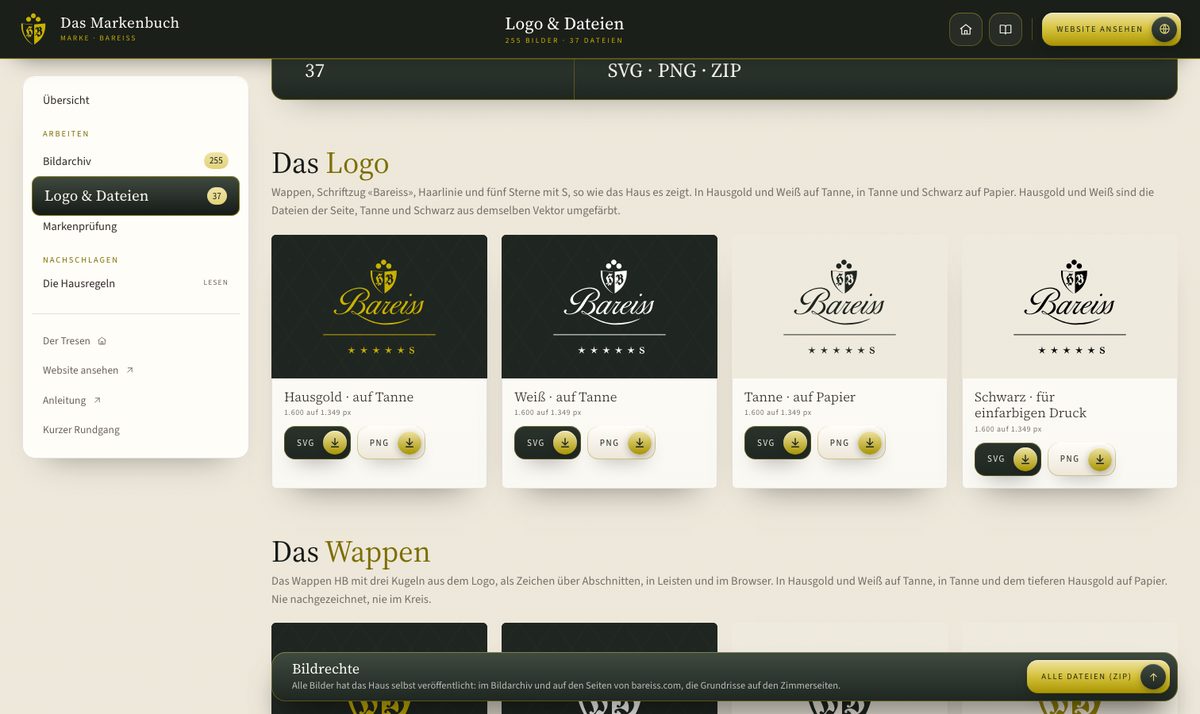 Das Markenbuch
MARKE · BAREISS
Logo & Dateien
255 BILDER · 37 DATEIEN
WEBSITE ANSEHEN
Übersicht
ARBEITEN
Bildarchiv
255
Logo & Dateien
37
Markenprüfung
NACHSCHLAGEN
Die Hausregeln
LESEN
Der Tresen
Website ansehen
Anleitung
Kurzer Rundgang
37
SVG · PNG · ZIP
Das Logo
Wappen, Schriftzug «Bareiss», Haarlinie und fünf Sterne mit S, so wie das Haus es zeigt. In Hausgold und Weiß auf Tanne, in Tanne und Schwarz auf Papier. Hausgold und Weiß sind die
Dateien der Seite, Tanne und Schwarz aus demselben Vektor umgefärbt.
HB
Bareiss
★ ★ ★ ★ ★ S
HB
Bareiss
★ ★ ★ ★ ★ S
HB
Bareiss
★ ★ ★ ★ ★ S
HB
Bareiss
★ ★ ★ ★ ★ S
Hausgold · auf Tanne
1.600 auf 1.349 px
SVG
PNG
Weiß · auf Tanne
1.600 auf 1.349 px
SVG
PNG
Tanne · auf Papier
1.600 auf 1.349 px
SVG
PNG
Schwarz · für
einfarbigen Druck
1.600 auf 1.349 px
SVG
PNG
Das Wappen
Das Wappen HB mit drei Kugeln aus dem Logo, als Zeichen über Abschnitten, in Leisten und im Browser. In Hausgold und Weiß auf Tanne, in Tanne und dem tieferen Hausgold auf Papier.
Nie nachgezeichnet, nie im Kreis.
Bildrechte
Alle Bilder hat das Haus selbst veröffentlicht: im Bildarchiv und auf den Seiten von bareiss.com, die Grundrisse auf den Zimmerseiten.
ALLE DATEIEN (ZIP)